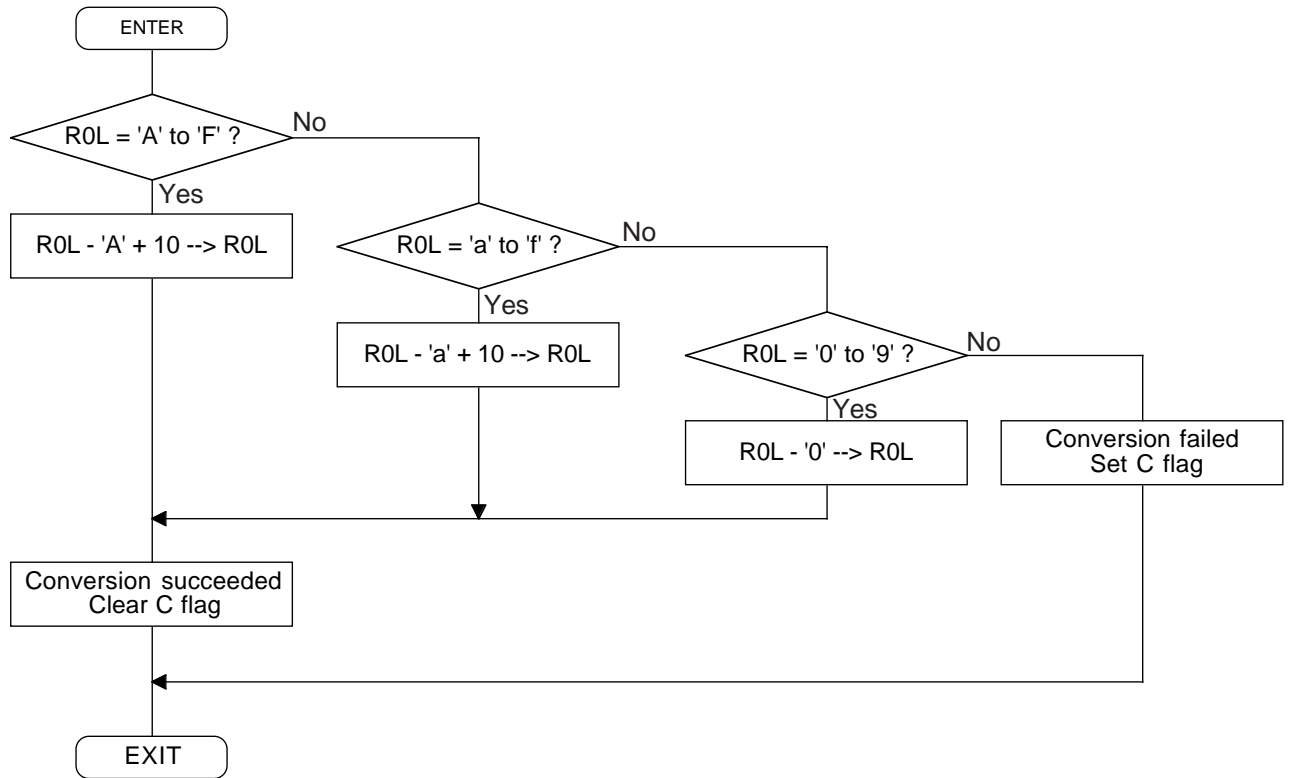 ENTER
R0L = 'A' to 'F' ?
No
Yes
R0L - 'A' + 10 --> R0L
R0L = 'a' to 'f' ?
No
Yes
R0L - 'a' + 10 --> R0L
R0L = '0' to '9' ?
No
Yes
R0L - '0' --> R0L
Conversion failed
Set C flag
Conversion succeeded
Clear C flag
EXIT